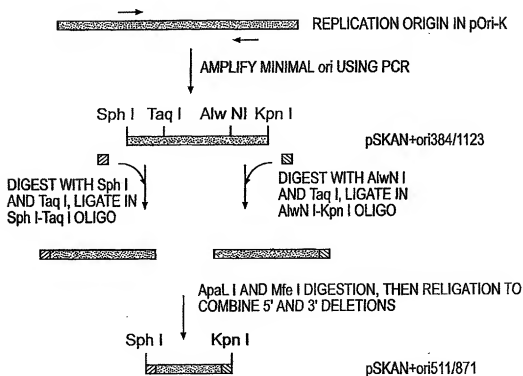 REPLICATION ORIGIN IN pOri-K
AMPLIFY MINIMAL ori USING PCR
Sph I Taq I Alw NI Kpn I
pSKAN+ori384/1123
DIGEST WITH Sph I
AND Taq I, LIGATE IN
Sph I-Taq I OLIGO
DIGEST WITH AlwN I
AND Taq I, LIGATE IN
AlwN I-Kpn I OLIGO
ApaL I AND Mfe I DIGESTION, THEN RELIGATION TO
COMBINE 5' AND 3' DELETIONS
Sph I Kpn I
pSKAN+ori511/871